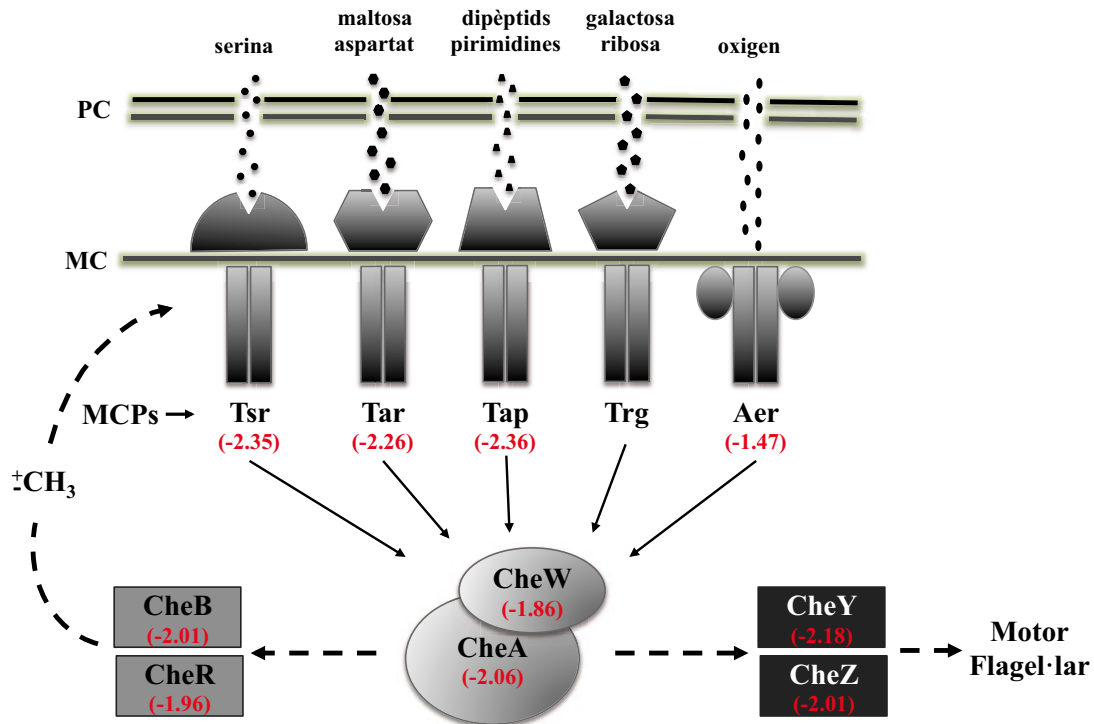 serina
maltosa
aspartat
dipèptids
pirimidines
galactosa
ribosa
oxigen
PC
MC
MCPs
Tsr
(-2.35)
Tar
(-2.26)
Tap
(-2.36)
Trg
Aer
(-1.47)
±CH₃
CheW
(-1.86)
CheA
(-2.06)
CheB
(-2.01)
CheR
(-1.96)
CheY
(-2.18)
CheZ
(-2.01)
Motor
Flagel·lar